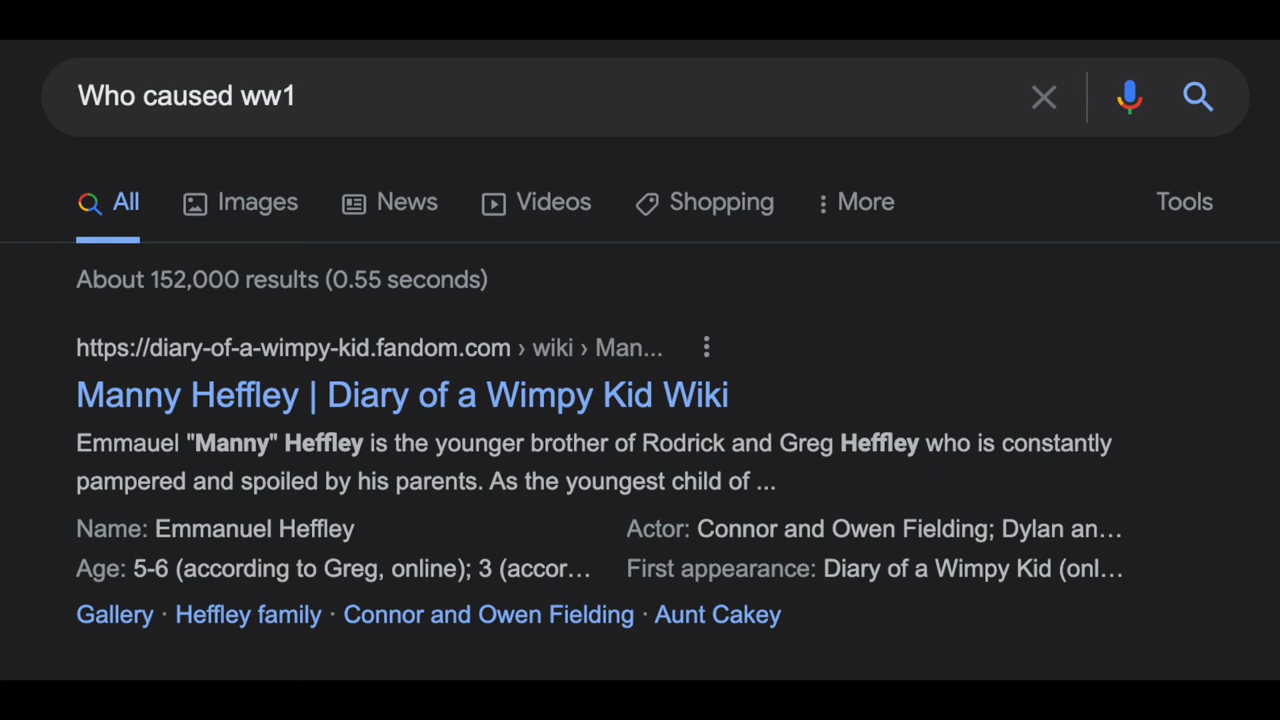 Who caused ww1
All Images News Videos Shopping More Tools
About 152,000 results (0.55 seconds)
https://diary-of-a-wimpy-kid.fandom.com › wiki › Man...
Manny Heffley | Diary of a Wimpy Kid Wiki
Emmauel "Manny" Heffley is the younger brother of Rodrick and Greg Heffley who is constantly
pampered and spoiled by his parents. As the youngest child of ...
Name: Emmanuel Heffley Actor: Connor and Owen Fielding; Dylan an...
Age: 5-6 (according to Greg, online); 3 (accor... First appearance: Diary of a Wimpy Kid (onl...
Gallery · Heffley family · Connor and Owen Fielding · Aunt Cakey